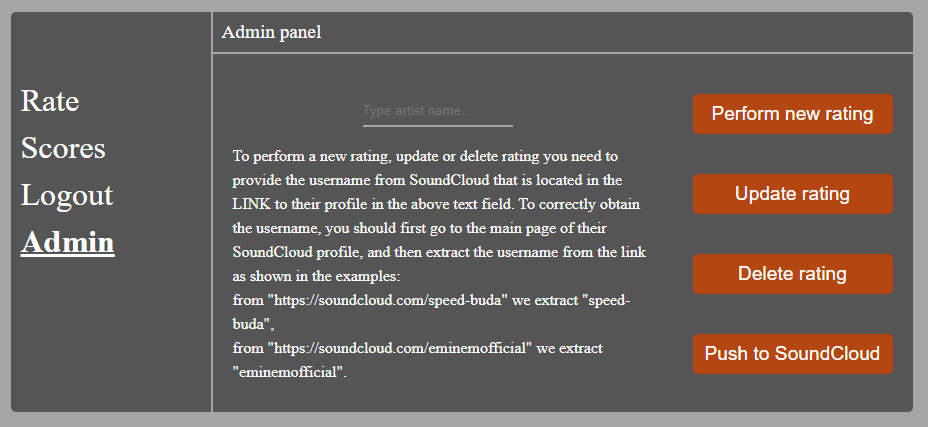 Admin panel
Rate
Scores
Logout
Admin
Type artist name...
To perform a new rating, update or delete rating you need to
provide the username from SoundCloud that is located in the
LINK to their profile in the above text field. To correctly obtain
the username, you should first go to the main page of their
SoundCloud profile, and then extract the username from the link
as shown in the examples:
from "https://soundcloud.com/speed-buda" we extract "speed-
buda",
from "https://soundcloud.com/eminemofficial" we extract
"eminemofficial".
Perform new rating
Update rating
Delete rating
Push to SoundCloud